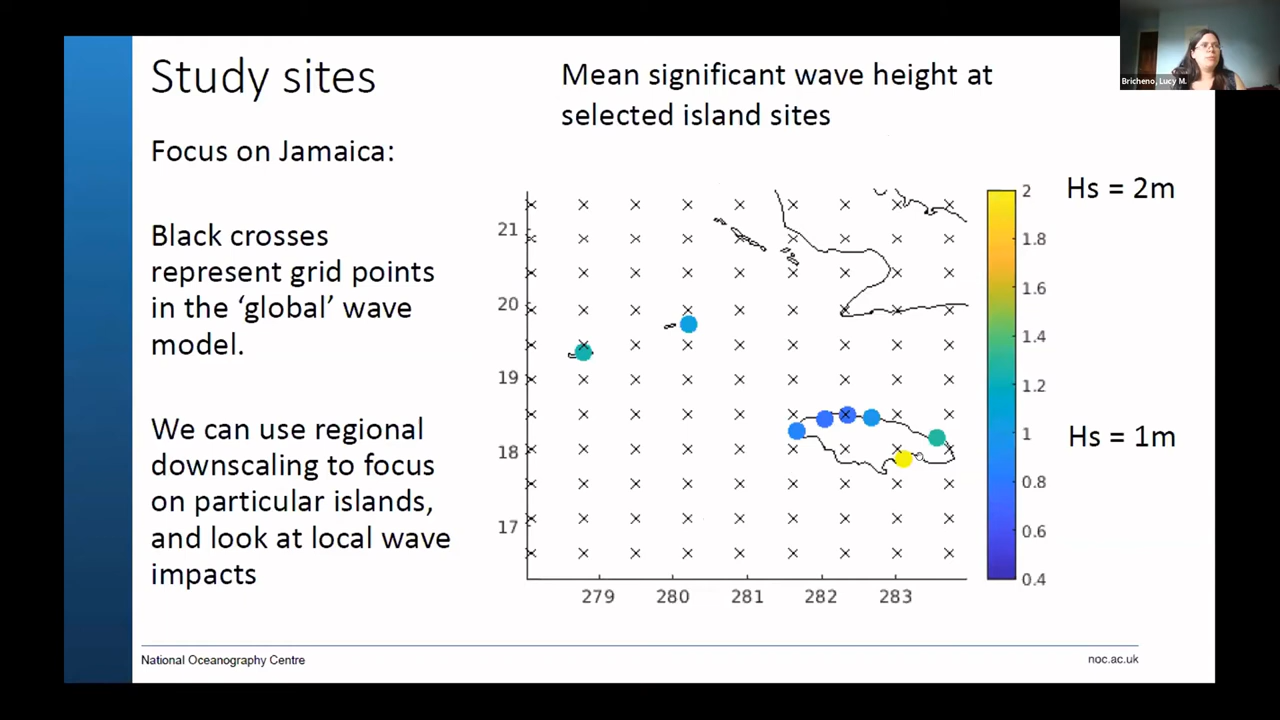 Study sites
Focus on Jamaica:
Black crosses
represent grid points
in the ‘global’ wave
model.
We can use regional
downscaling to focus
on particular islands,
and look at local wave
impacts
Mean significant wave height at
selected island sites
21
20
19
18
17
279 280 281 282 283
2
1.8
1.6
1.4
1.2
1
0.8
0.6
0.4
Hs = 2m
Hs = 1m
National Oceanography Centre
noc.ac.uk
Bricheno, Lucy M.